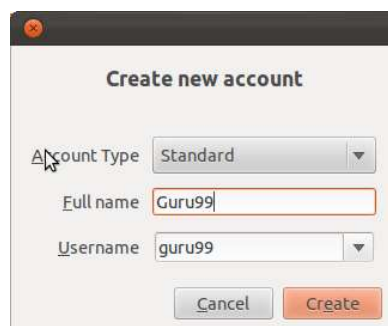 Create new account
Account Type Standard
Full name Guru99
Username guru99
Cancel Create